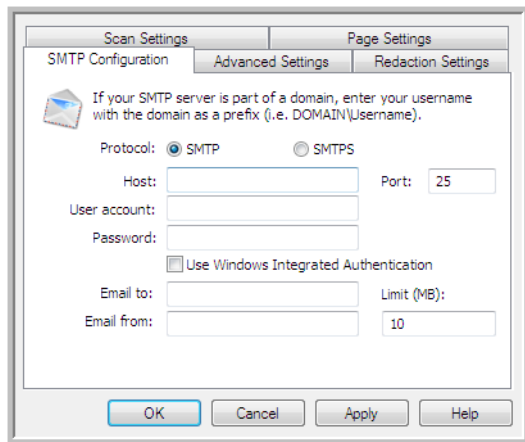 Scan Settings Page Settings
SMTP Configuration Advanced Settings Redaction Settings
If your SMTP server is part of a domain, enter your username
with the domain as a prefix (i.e. DOMAIN\Username).
Protocol: SMTP SMTPS
Host: Port: 25
User account:
Password:
Use Windows Integrated Authentication
Email to: Limit (MB):
Email from: 10
OK Cancel Apply Help